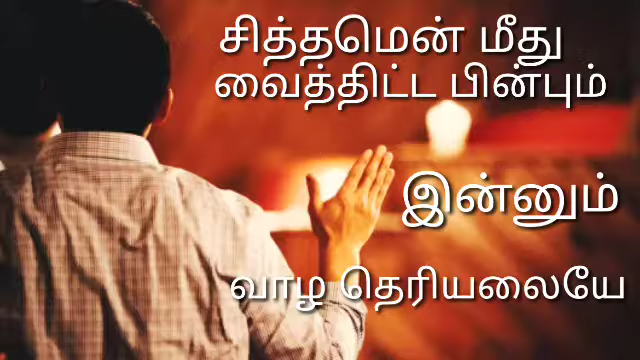 சித்தமென் மீது
வைத்திட்ட பின்பும்
இன்னும்
வாழ தெரியலையே